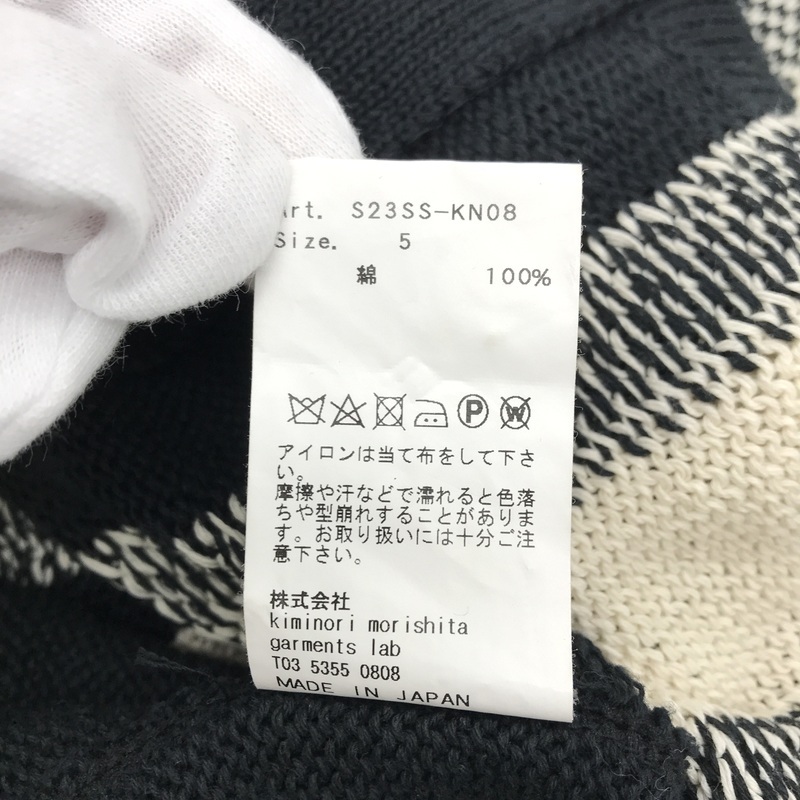 Art. S23SS-KN08
Size. 5
綿 100%
P W
アイロンは当て布をして下さ
い。
摩擦や汗などで濡れると色落
ちや型崩れすることがありま
す。お取り扱いには十分ご注
意下さい。
株式会社
kiminori morishita
garments lab
T03 5355 0808
MADE IN JAPAN